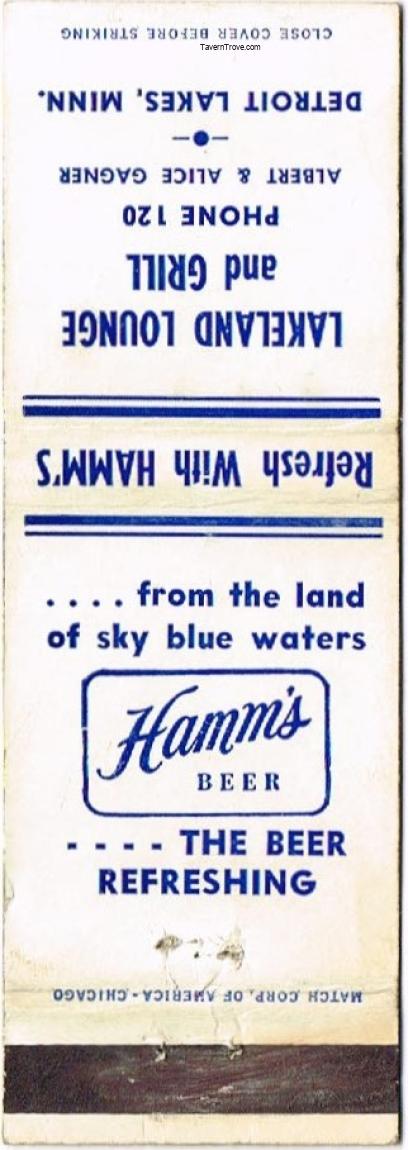 CLOSE COVER BEFORE STRIKING
TavernTrove.com
DETROIT LAKES, MINN.
ALBERT & ALICE GAGNER
PHONE 120
and GRILL
LAKELAND LOUNGE
Refresh With HAMM'S
. . . . from the land
of sky blue waters
Hamm's
BEER
- - - - THE BEER
REFRESHING
MATCH CORP. OF AMERICA - CHICAGO